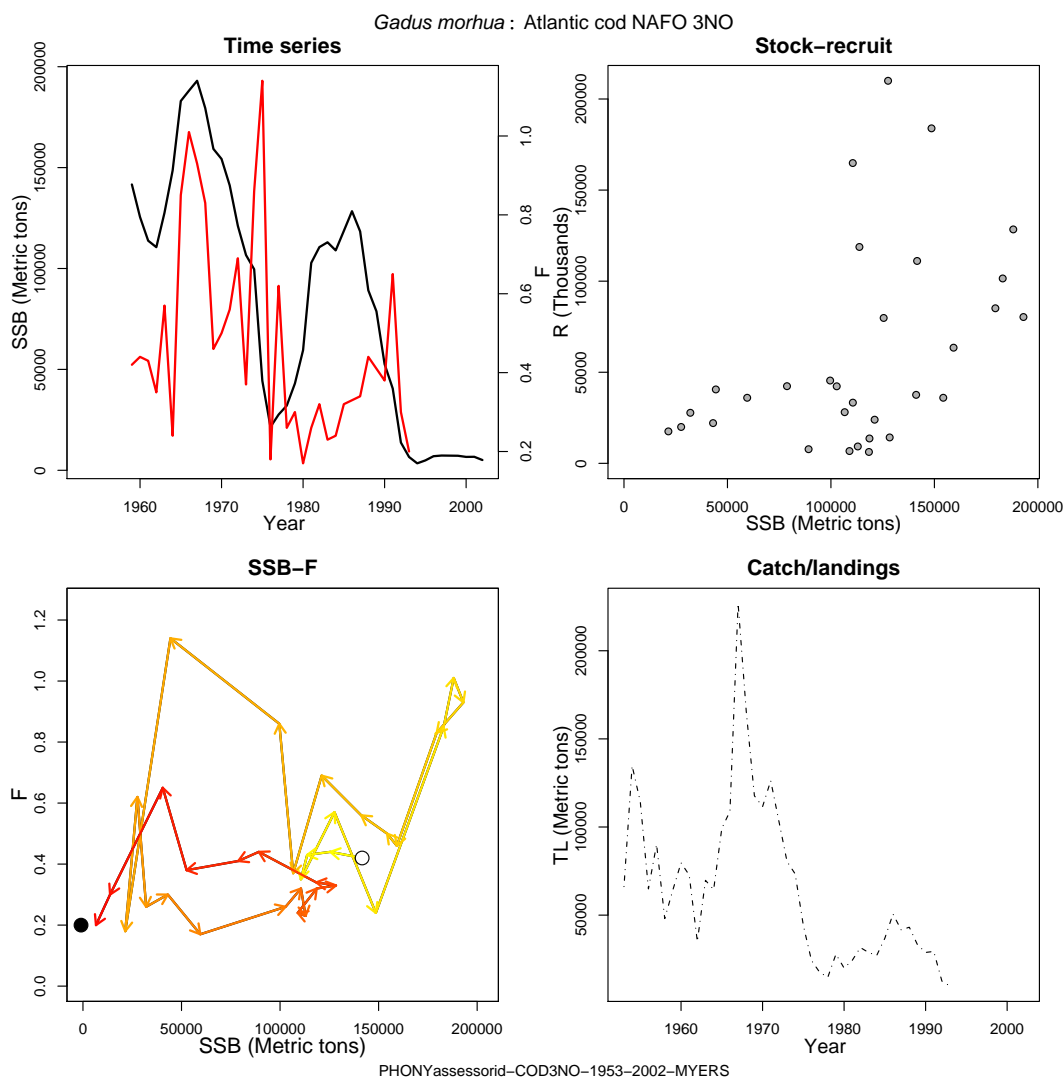 Gadus morhua : Atlantic cod NAFO 3NO
Time series
SSB (Metric tons)
0 50000 100000 150000 200000
F
0.2 0.4 0.6 0.8 1.0
1960 1970 1980 1990 2000
Year
Stock−recruit
R (Thousands)
0 50000 100000 150000 200000
0 50000 100000 150000 200000
SSB (Metric tons)
SSB−F
F
0.0 0.2 0.4 0.6 0.8 1.0 1.2
0 50000 100000 150000 200000
SSB (Metric tons)
Catch/landings
TL (Metric tons)
50000 100000 150000 200000
1960 1970 1980 1990 2000
Year
PHONYassessorid−COD3NO−1953−2002−MYERS